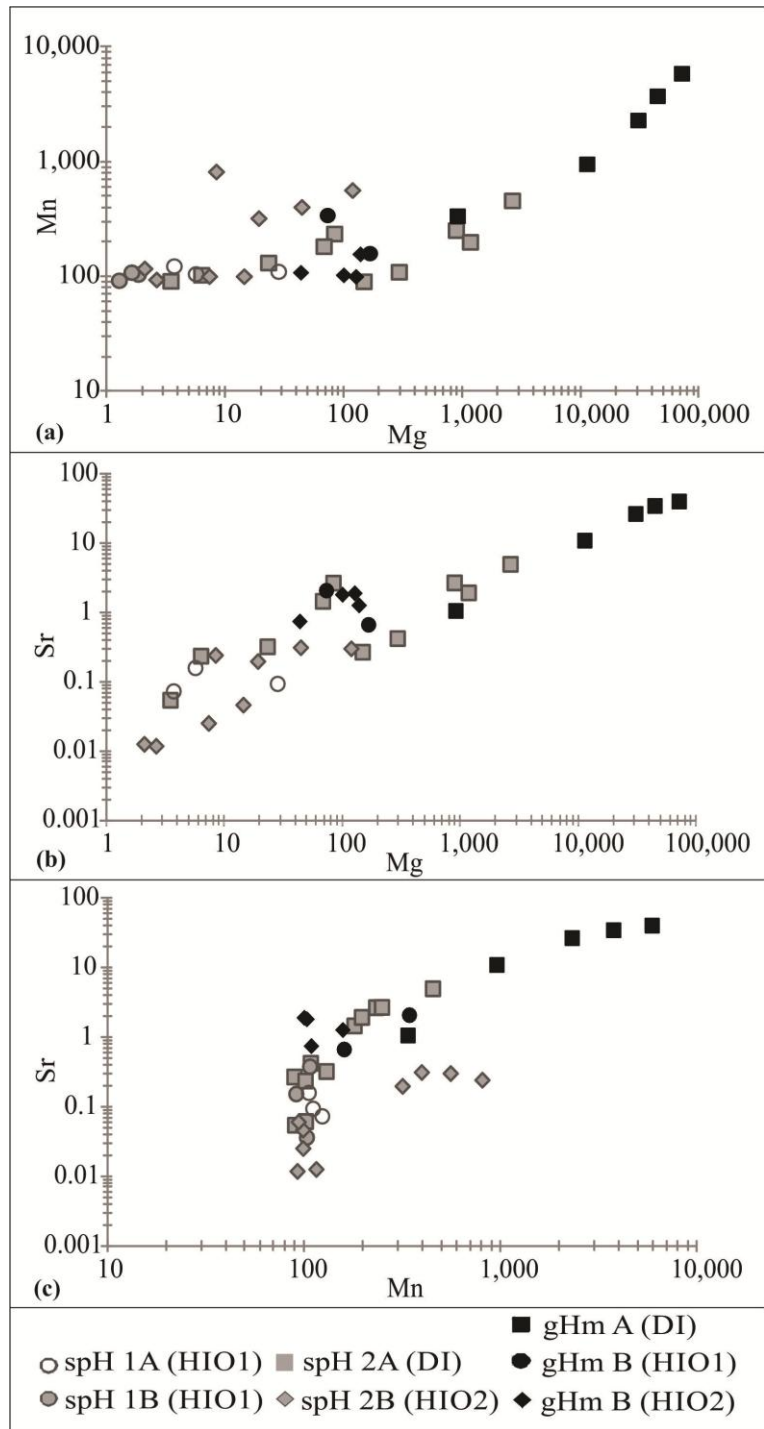 10,000
1,000
100
10
Mn
1 10 100 1,000 10,000 100,000
Mg
(a)
100
10
1
0.1
0.01
0.001
Sr
1 10 100 1,000 10,000 100,000
Mg
(b)
100
10
1
0.1
0.01
0.001
Sr
10 100 1,000 10,000
Mn
(c)
gHm A (DI)
spH 1A (HIO1) spH 2A (DI) gHm B (HIO1)
spH 1B (HIO1) spH 2B (HIO2) gHm B (HIO2)